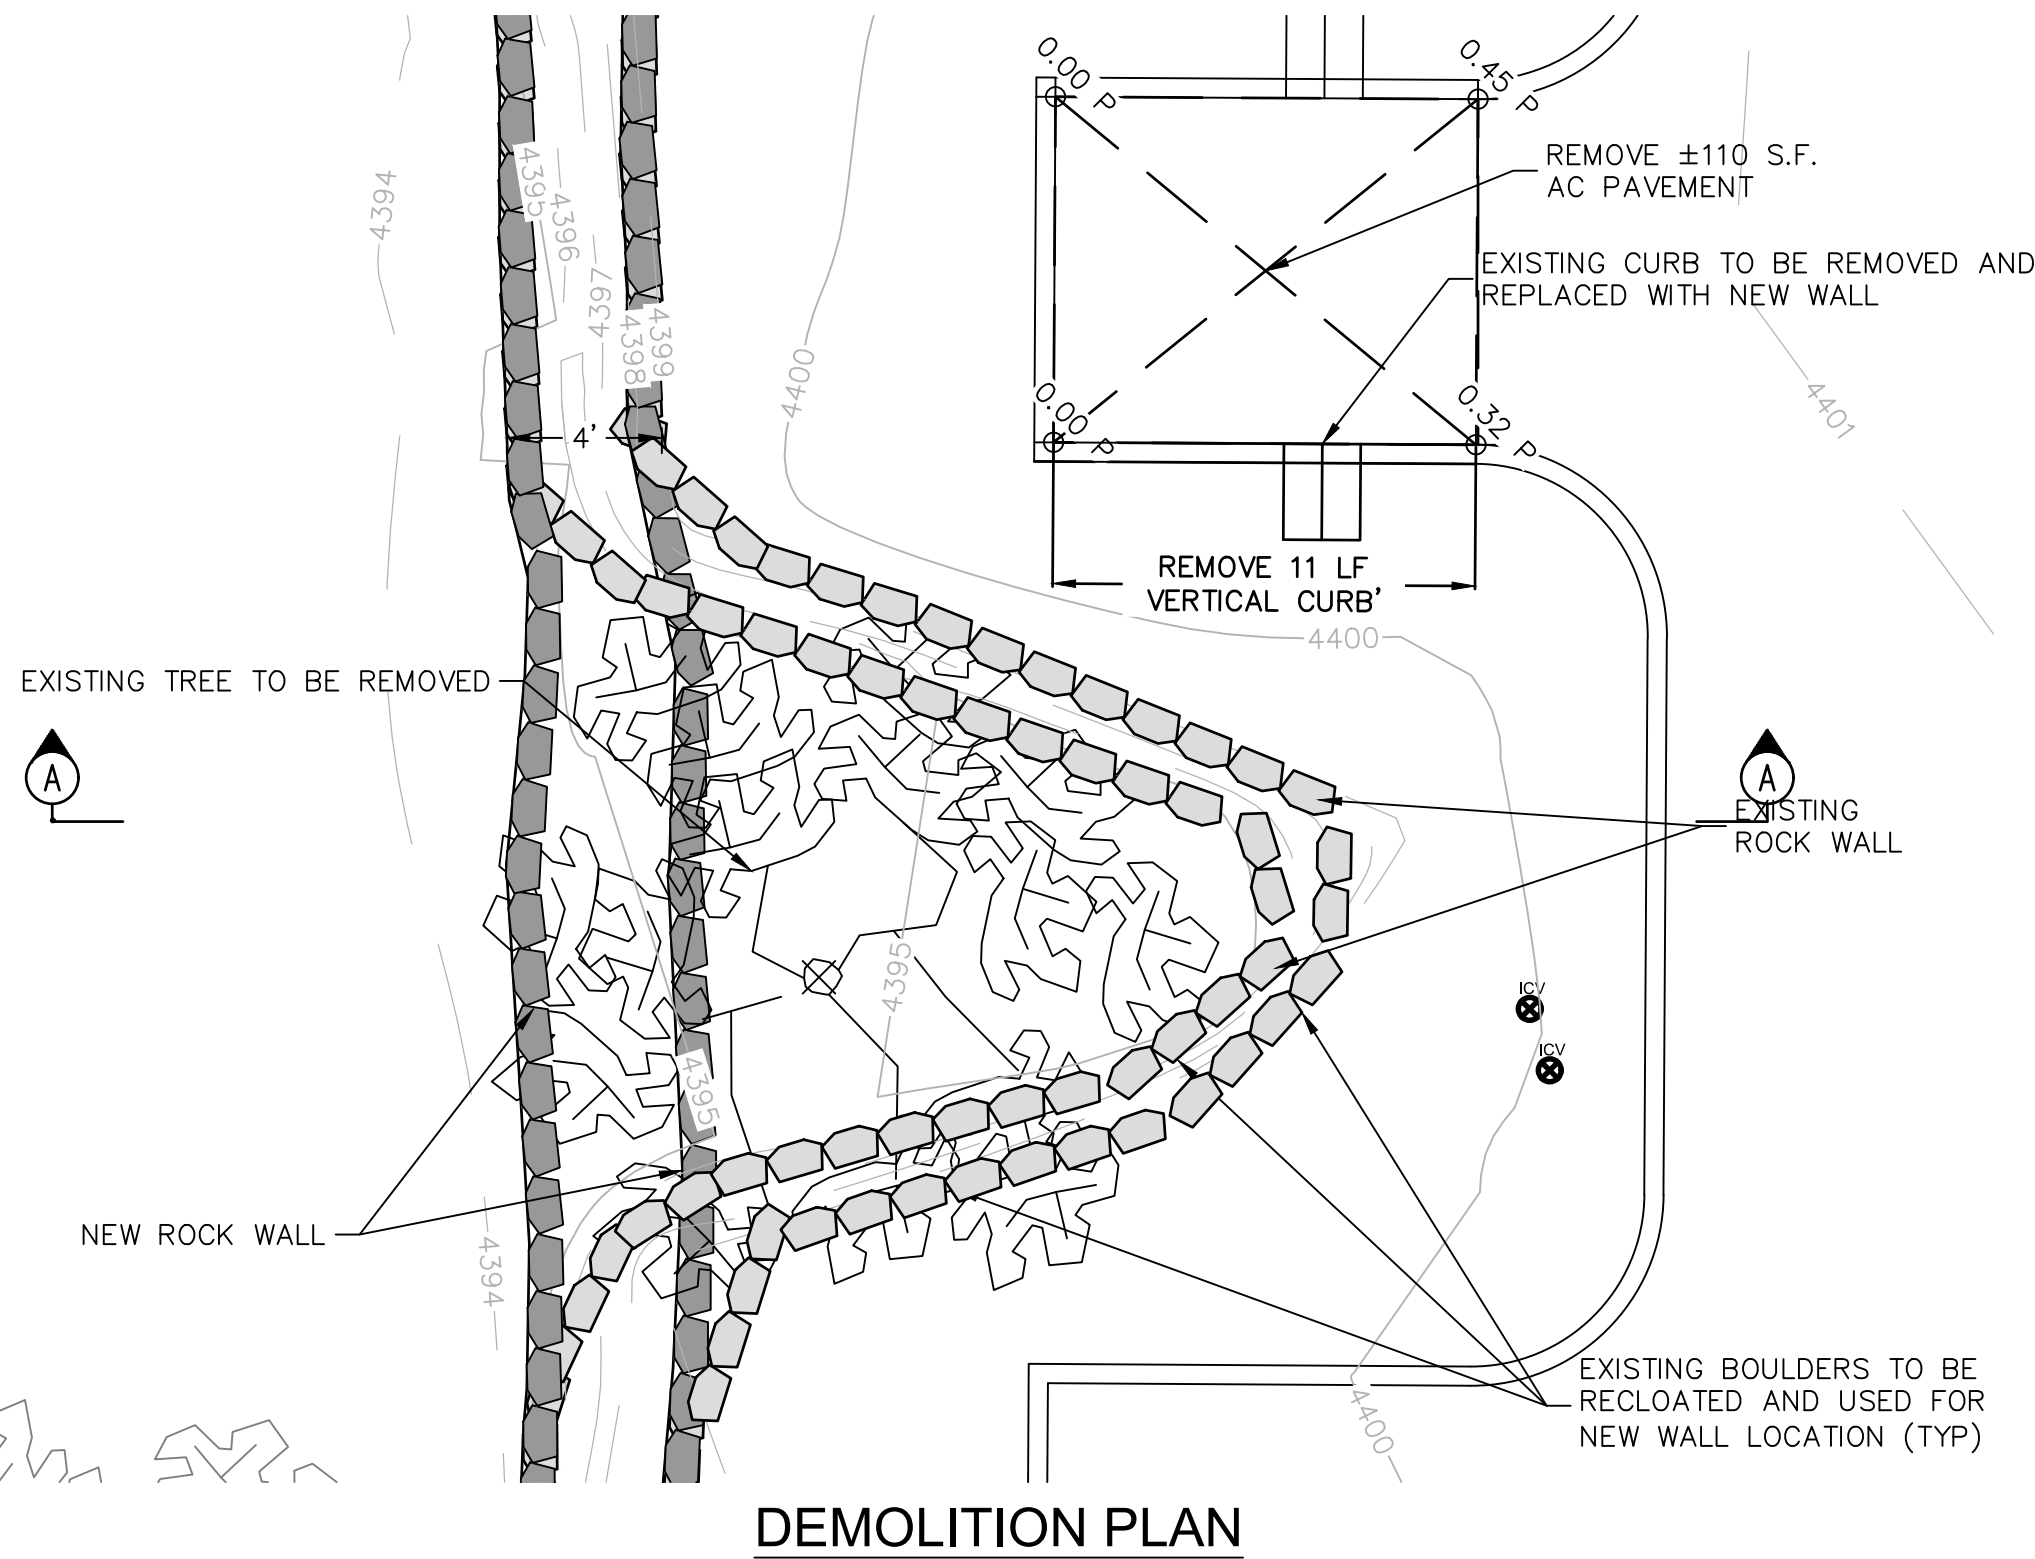 0.00 P
0.45 P
REMOVE ±110 S.F.
AC PAVEMENT
4394
4395
4396
4397
4398
4399
4400
EXISTING CURB TO BE REMOVED AND
REPLACED WITH NEW WALL
4401
0.00 P
0.32 P
4'
REMOVE 11 LF
VERTICAL CURB'
4400
EXISTING TREE TO BE REMOVED
A
A
EXISTING
ROCK WALL
4395
ICV
ICV
4395
NEW ROCK WALL
4394
EXISTING BOULDERS TO BE
RECLOATED AND USED FOR
NEW WALL LOCATION (TYP)
4400
DEMOLITION PLAN